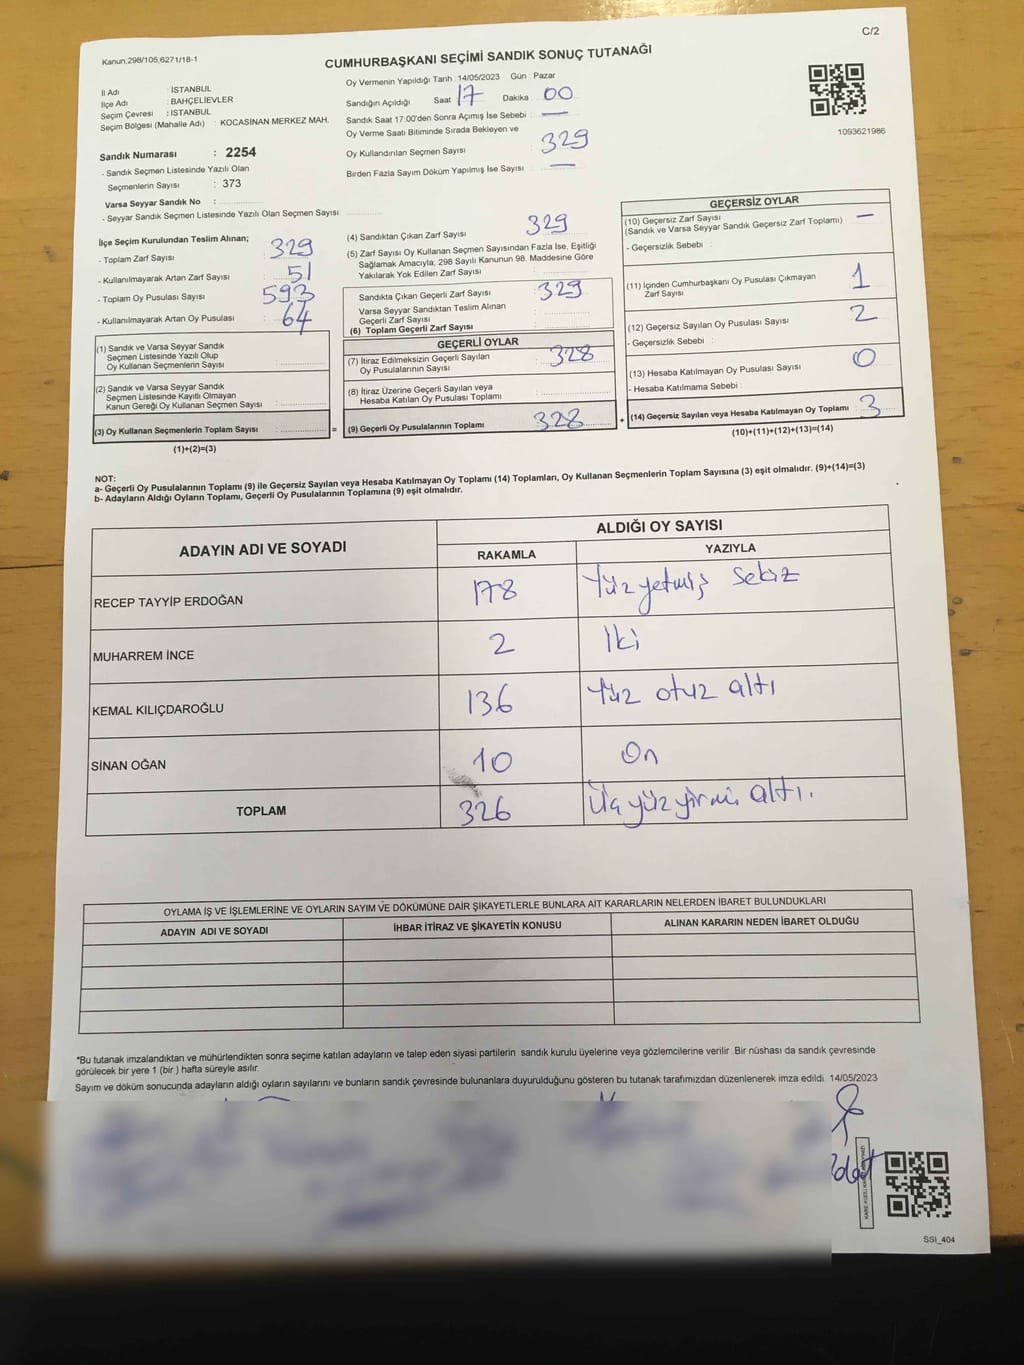 C/2
Kanun:298/105;6271/18-1
CUMHURBAŞKANI SEÇİMİ SANDIK SONUÇ TUTANAĞI
İl Adı : İSTANBUL
İlçe Adı : BAHÇELİEVLER
Seçim Çevresi : İSTANBUL
Seçim Bölgesi (Mahalle Adı) : KOCASİNAN MERKEZ MAH.
Oy Vermenin Yapıldığı Tarih :14/05/2023 Gün : Pazar
Sandığın Açıldığı Saat 17 Dakika : 00
Sandık Saat 17:00'den Sonra Açımış İse Sebebi : —
Oy Verme Saati Bitiminde Sırada Bekleyen ve
Oy Kullandırılan Seçmen Sayısı : 329
Birden Fazla Sayım Döküm Yapılmış İse Sayısı : —
1093621986
Sandık Numarası : 2254
- Sandık Seçmen Listesinde Yazılı Olan
Seçmenlerin Sayısı : 373
Varsa Seyyar Sandık No :
- Seyyar Sandık Seçmen Listesinde Yazılı Olan Seçmen Sayısı:
İlçe Seçim Kurulundan Teslim Alınan;
- Toplam Zarf Sayısı : 329
- Kullanılmayarak Artan Zarf Sayısı : 51
- Toplam Oy Pusulası Sayısı : 593
- Kullanılmayarak Artan Oy Pusulası : 64
(1) Sandık ve Varsa Seyyar Sandık
Seçmen Listesinde Yazılı Olup
Oy Kullanan Seçmenlerin Sayısı :
(2) Sandık ve Varsa Seyyar Sandık
Seçmen Listesinde Kayıtlı Olmayan
Kanun Gereği Oy Kullanan Seçmen Sayısı :
(3) Oy Kullanan Seçmenlerin Toplam Sayısı : =
(1)+(2)=(3)
(4) Sandıktan Çıkan Zarf Sayısı : 329
(5) Zarf Sayısı Oy Kullanan Seçmen Sayısından Fazla İse, Eşitliği
Sağlamak Amacıyla; 298 Sayılı Kanunun 98. Maddesine Göre
Yakılarak Yok Edilen Zarf Sayısı :
Sandıkta Çıkan Geçerli Zarf Sayısı : 329
Varsa Seyyar Sandıktan Teslim Alınan
Geçerli Zarf Sayısı :
(6) Toplam Geçerli Zarf Sayısı :
GEÇERLİ OYLAR
(7) İtiraz Edilmeksizin Geçerli Sayılan
Oy Pusulalarının Sayısı : 328
(8) İtiraz Üzerine Geçerli Sayılan veya
Hesaba Katılan Oy Pusulası Toplamı :
(9) Geçerli Oy Pusulalarının Toplamı : 328 +
GEÇERSİZ OYLAR
(10) Geçersiz Zarf Sayısı
(Sandık ve Varsa Seyyar Sandık Geçersiz Zarf Toplamı) : —
- Geçersizlik Sebebi :
(11) İçinden Cumhurbaşkanı Oy Pusulası Çıkmayan
Zarf Sayısı : 1
(12) Geçersiz Sayılan Oy Pusulası Sayısı : 2
- Geçersizlik Sebebi :
(13) Hesaba Katılmayan Oy Pusulası Sayısı : 0
- Hesaba Katılmama Sebebi :
(14) Geçersiz Sayılan veya Hesaba Katılmayan Oy Toplamı : 3
(10)+(11)+(12)+(13)=(14)
NOT:
a- Geçerli Oy Pusulalarının Toplamı (9) ile Geçersiz Sayılan veya Hesaba Katılmayan Oy Toplamı (14) Toplamları, Oy Kullanan Seçmenlerin Toplam Sayısına (3) eşit olmalıdır. (9)+(14)=(3)
b- Adayların Aldığı Oyların Toplamı, Geçerli Oy Pusulalarının Toplamına (9) eşit olmalıdır.
ADAYIN ADI VE SOYADI ALDIĞI OY SAYISI
RAKAMLA YAZIYLA
RECEP TAYYİP ERDOĞAN 178 Yüz yetmiş sekiz
MUHARREM İNCE 2 İki
KEMAL KILIÇDAROĞLU 136 Yüz otuz altı
SİNAN OĞAN 10 On
TOPLAM 326 Üç yüz yirmi altı.
OYLAMA İŞ VE İŞLEMLERİNE VE OYLARIN SAYIM VE DÖKÜMÜNE DAİR ŞİKAYETLERLE BUNLARA AİT KARARLARIN NELERDEN İBARET BULUNDUKLARI
ADAYIN ADI VE SOYADI İHBAR İTİRAZ VE ŞİKAYETİN KONUSU ALINAN KARARIN NEDEN İBARET OLDUĞU
*Bu tutanak imzalandıktan ve mühürlendikten sonra seçime katılan adayların ve talep eden siyasi partilerin sandık kurulu üyelerine veya gözlemcilerine verilir .Bir nüshası da sandık çevresinde
görülecek bir yere 1 (bir ) hafta süreyle asılır.
Sayım ve döküm sonucunda adayların aldığı oyların sayılarını ve bunların sandık çevresinde bulunanlara duyurulduğunu gösteren bu tutanak tarafımızdan düzenlenerek imza edildi. 14/05/2023
SSI_404